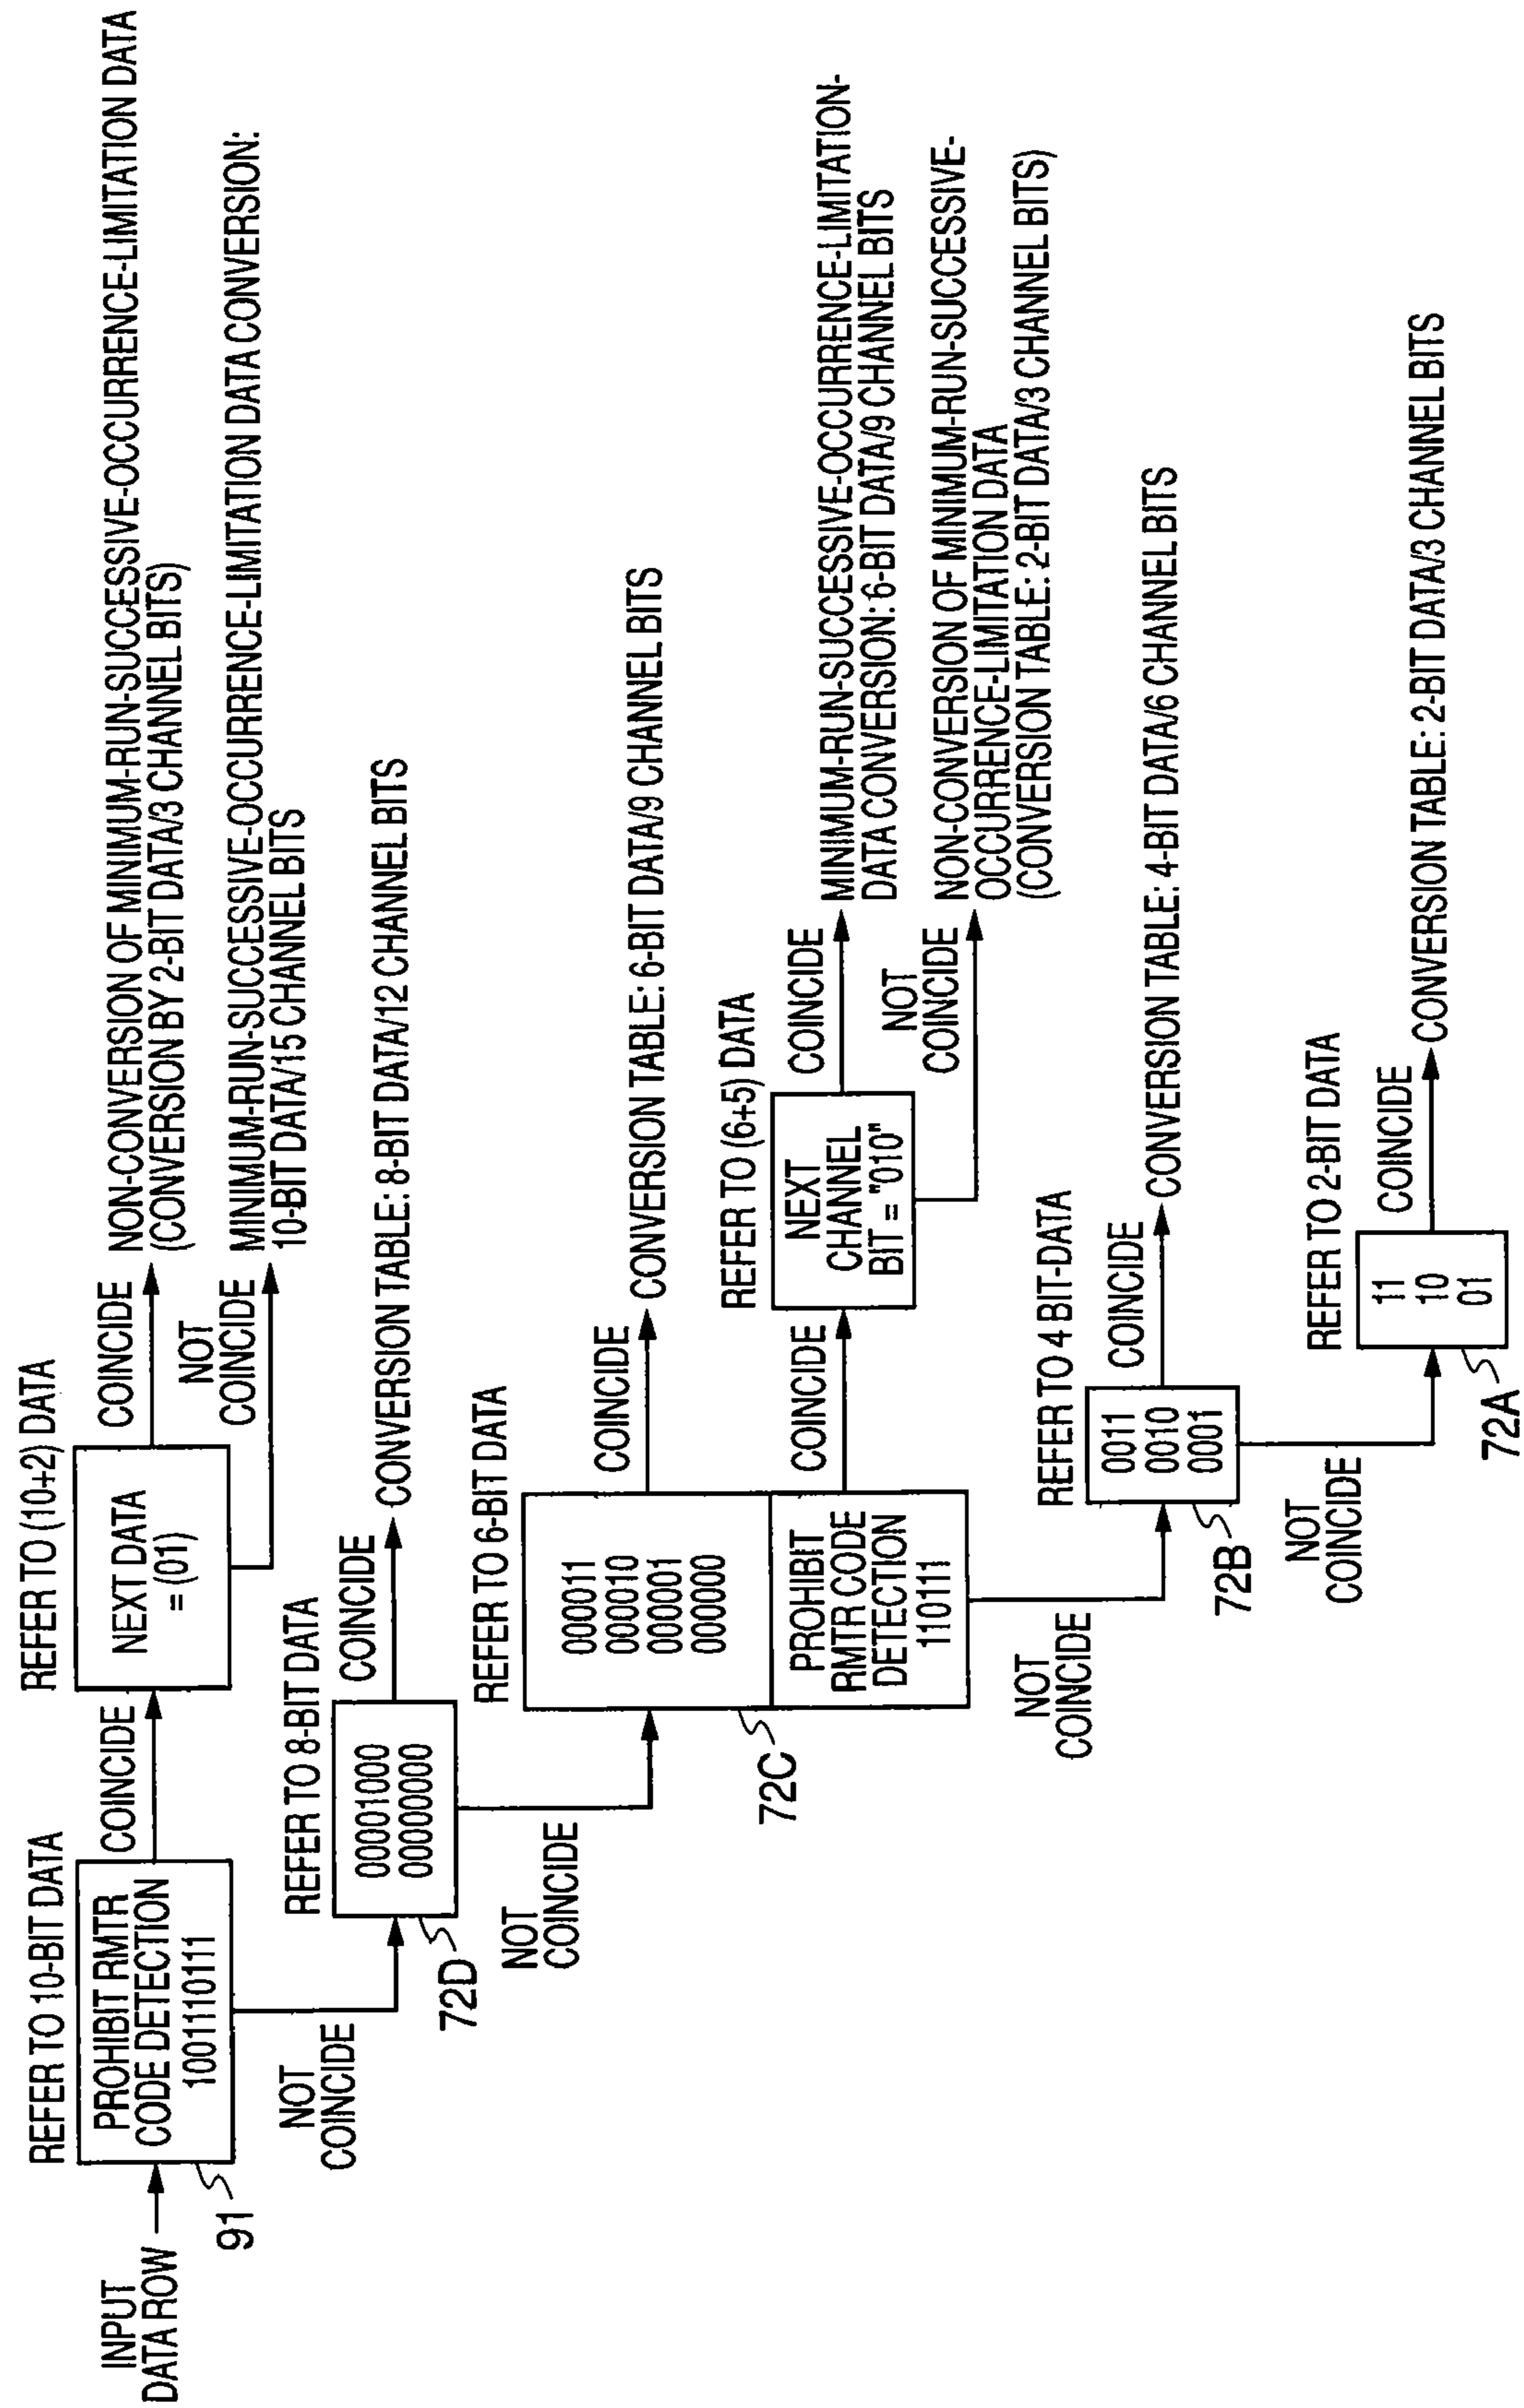 INPUT
DATA ROW
REFER TO 10-BIT DATA
PROHIBIT RMTR
CODE DETECTION
1001110111
91
COINCIDE
NOT
COINCIDE
REFER TO (10+2) DATA
NEXT DATA
= (01)
COINCIDE
NON-CONVERSION OF MINIMUM-RUN-SUCCESSIVE-OCCURRENCE-LIMITATION DATA
(CONVERSION BY 2-BIT DATA/3 CHANNEL BITS)
NOT
COINCIDE
MINIMUM-RUN-SUCCESSIVE-OCCURRENCE-LIMITATION DATA CONVERSION:
10-BIT DATA/15 CHANNEL BITS
REFER TO 8-BIT DATA
00001000
00000000
72D
COINCIDE
CONVERSION TABLE: 8-BIT DATA/12 CHANNEL BITS
NOT
COINCIDE
REFER TO 6-BIT DATA
000011
000010
000001
000000
COINCIDE
CONVERSION TABLE: 6-BIT DATA/9 CHANNEL BITS
PROHIBIT
RMTR CODE
DETECTION
110111
72C
COINCIDE
REFER TO (6+5) DATA
NEXT
CHANNEL
BIT = "010"
COINCIDE
MINIMUM-RUN-SUCCESSIVE-OCCURRENCE-LIMITATION-
DATA CONVERSION: 6-BIT DATA/9 CHANNEL BITS
NOT
COINCIDE
NON-CONVERSION OF MINIMUM-RUN-SUCCESSIVE-
OCCURRENCE-LIMITATION DATA
(CONVERSION TABLE: 2-BIT DATA/3 CHANNEL BITS)
NOT
COINCIDE
REFER TO 4 BIT-DATA
0011
0010
0001
72B
COINCIDE
CONVERSION TABLE: 4-BIT DATA/6 CHANNEL BITS
NOT
COINCIDE
REFER TO 2-BIT DATA
11
10
01
72A
COINCIDE
CONVERSION TABLE: 2-BIT DATA/3 CHANNEL BITS